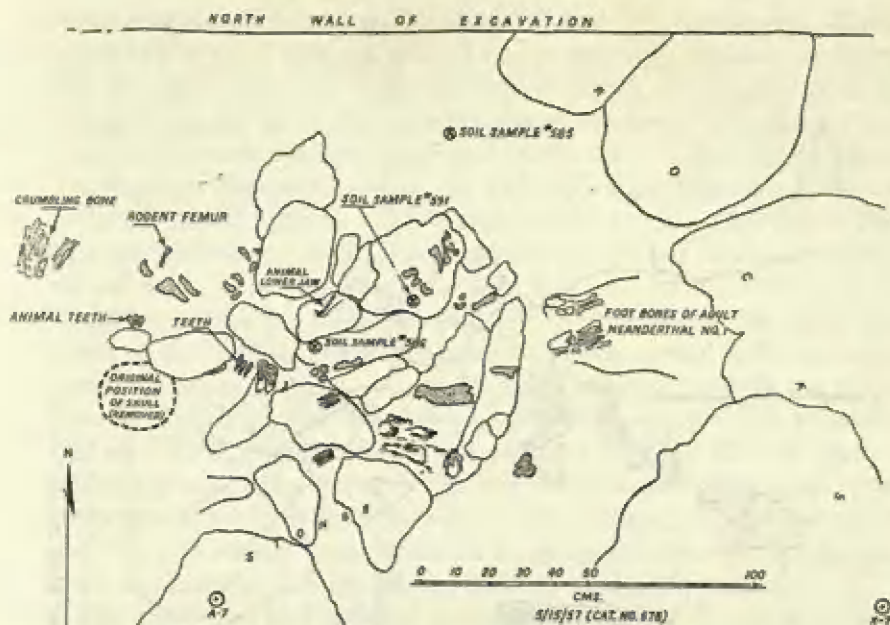 NORTH WALL OF EXCAVATION
SOIL SAMPLE #585
CRUMBLING BONE
RODENT FEMUR
SOIL SAMPLE #591
ANIMAL
LOWER JAW
ANIMAL TEETH
TEETH
SOIL SAMPLE
FOOT BONES OF ADULT
NEANDERTHAL NO. 1
ORIGINAL
POSITION
OF SKULL
(REMOVED)
N
STONES
0 10 20 30 40 50 100
CMS.
5/15/57 (CAT. NO. 678)
A-7